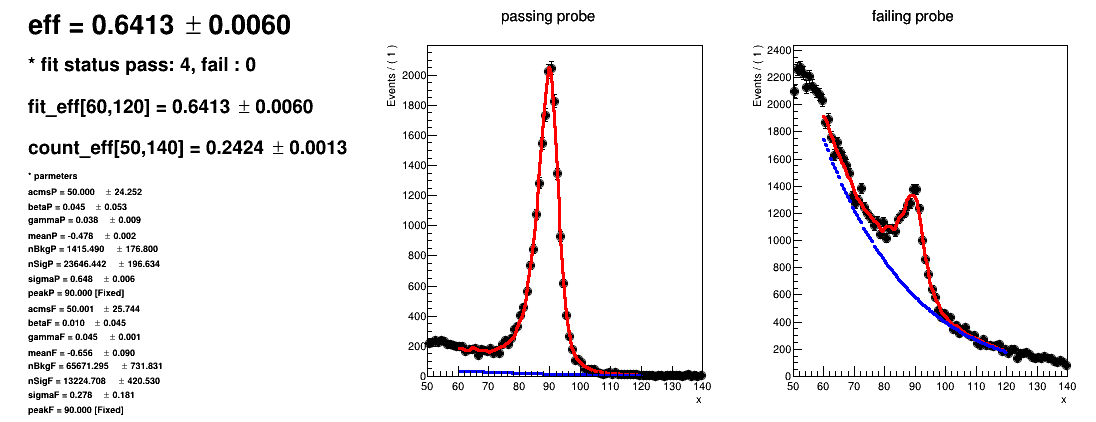 eff = 0.6413 ± 0.0060
* fit status pass: 4, fail : 0
fit_eff[60,120] = 0.6413 ± 0.0060
count_eff[50,140] = 0.2424 ± 0.0013
* parmeters
acmsP = 50.000 ± 24.252
betaP = 0.045 ± 0.053
gammaP = 0.038 ± 0.009
meanP = -0.478 ± 0.002
nBkgP = 1415.490 ± 176.800
nSigP = 23646.442 ± 196.634
sigmaP = 0.648 ± 0.006
peakP = 90.000 [Fixed]
acmsF = 50.001 ± 25.744
betaF = 0.010 ± 0.045
gammaF = 0.045 ± 0.001
meanF = -0.656 ± 0.090
nBkgF = 65671.295 ± 731.831
nSigF = 13224.708 ± 420.530
sigmaF = 0.278 ± 0.181
peakF = 90.000 [Fixed]
passing probe
Events / ( 1 )
2000
1800
1600
1400
1200
1000
800
600
400
200
0
50 60 70 80 90 100 110 120 130 140
x
failing probe
Events / ( 1 )
2400
2200
2000
1800
1600
1400
1200
1000
800
600
400
200
0
50 60 70 80 90 100 110 120 130 140
x